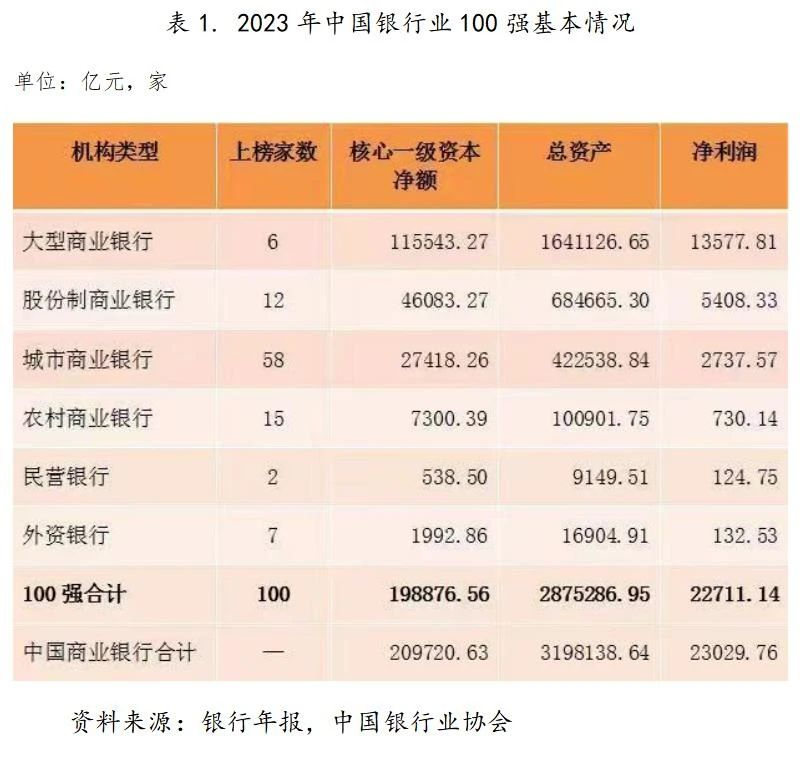 表 1. 2023 年中国银行业 100 强基本情况
单位：亿元，家
机构类型 上榜家数 核心一级资本 总资产 净利润
净额
大型商业银行 6 115543.27 1641126.65 13577.81
股份制商业银行 12 46083.27 684665.30 5408.33
城市商业银行 58 27418.26 422538.84 2737.57
农村商业银行 15 7300.39 100901.75 730.14
民营银行 2 538.50 9149.51 124.75
外资银行 7 1992.86 16904.91 132.53
100 强合计 100 198876.56 2875286.95 22711.14
中国商业银行合计 — 209720.63 3198138.64 23029.76
资料来源：银行年报，中国银行业协会